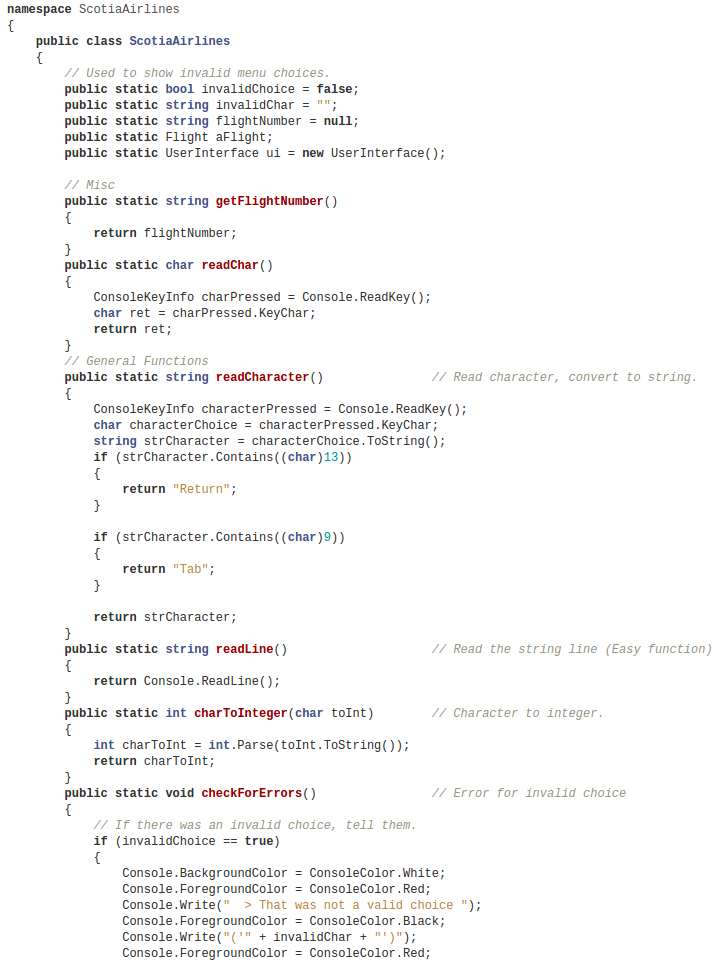 namespace ScotiaAirlines
{
    public class ScotiaAirlines
    {
        // Used to show invalid menu choices.
        public static bool invalidChoice = false;
        public static string invalidChar = "";
        public static string flightNumber = null;
        public static Flight aFlight;
        public static UserInterface ui = new UserInterface();

        // Misc
        public static string getFlightNumber()
        {
            return flightNumber;
        }
        public static char readChar()
        {
            ConsoleKeyInfo charPressed = Console.ReadKey();
            char ret = charPressed.KeyChar;
            return ret;
        }
        // General Functions
        public static string readCharacter()               // Read character, convert to string.
        {
            ConsoleKeyInfo characterPressed = Console.ReadKey();
            char characterChoice = characterPressed.KeyChar;
            string strCharacter = characterChoice.ToString();
            if (strCharacter.Contains((char)13))
            {
                return "Return";
            }

            if (strCharacter.Contains((char)9))
            {
                return "Tab";
            }

            return strCharacter;
        }
        public static string readLine()                    // Read the string line (Easy function)
        {
            return Console.ReadLine();
        }
        public static int charToInteger(char toInt)        // Character to integer.
        {
            int charToInt = int.Parse(toInt.ToString());
            return charToInt;
        }
        public static void checkForErrors()                // Error for invalid choice
        {
            // If there was an invalid choice, tell them.
            if (invalidChoice == true)
            {
                Console.BackgroundColor = ConsoleColor.White;
                Console.ForegroundColor = ConsoleColor.Red;
                Console.Write("  > That was not a valid choice ");
                Console.ForegroundColor = ConsoleColor.Black;
                Console.Write("('" + invalidChar + "')");
                Console.ForegroundColor = ConsoleColor.Red;